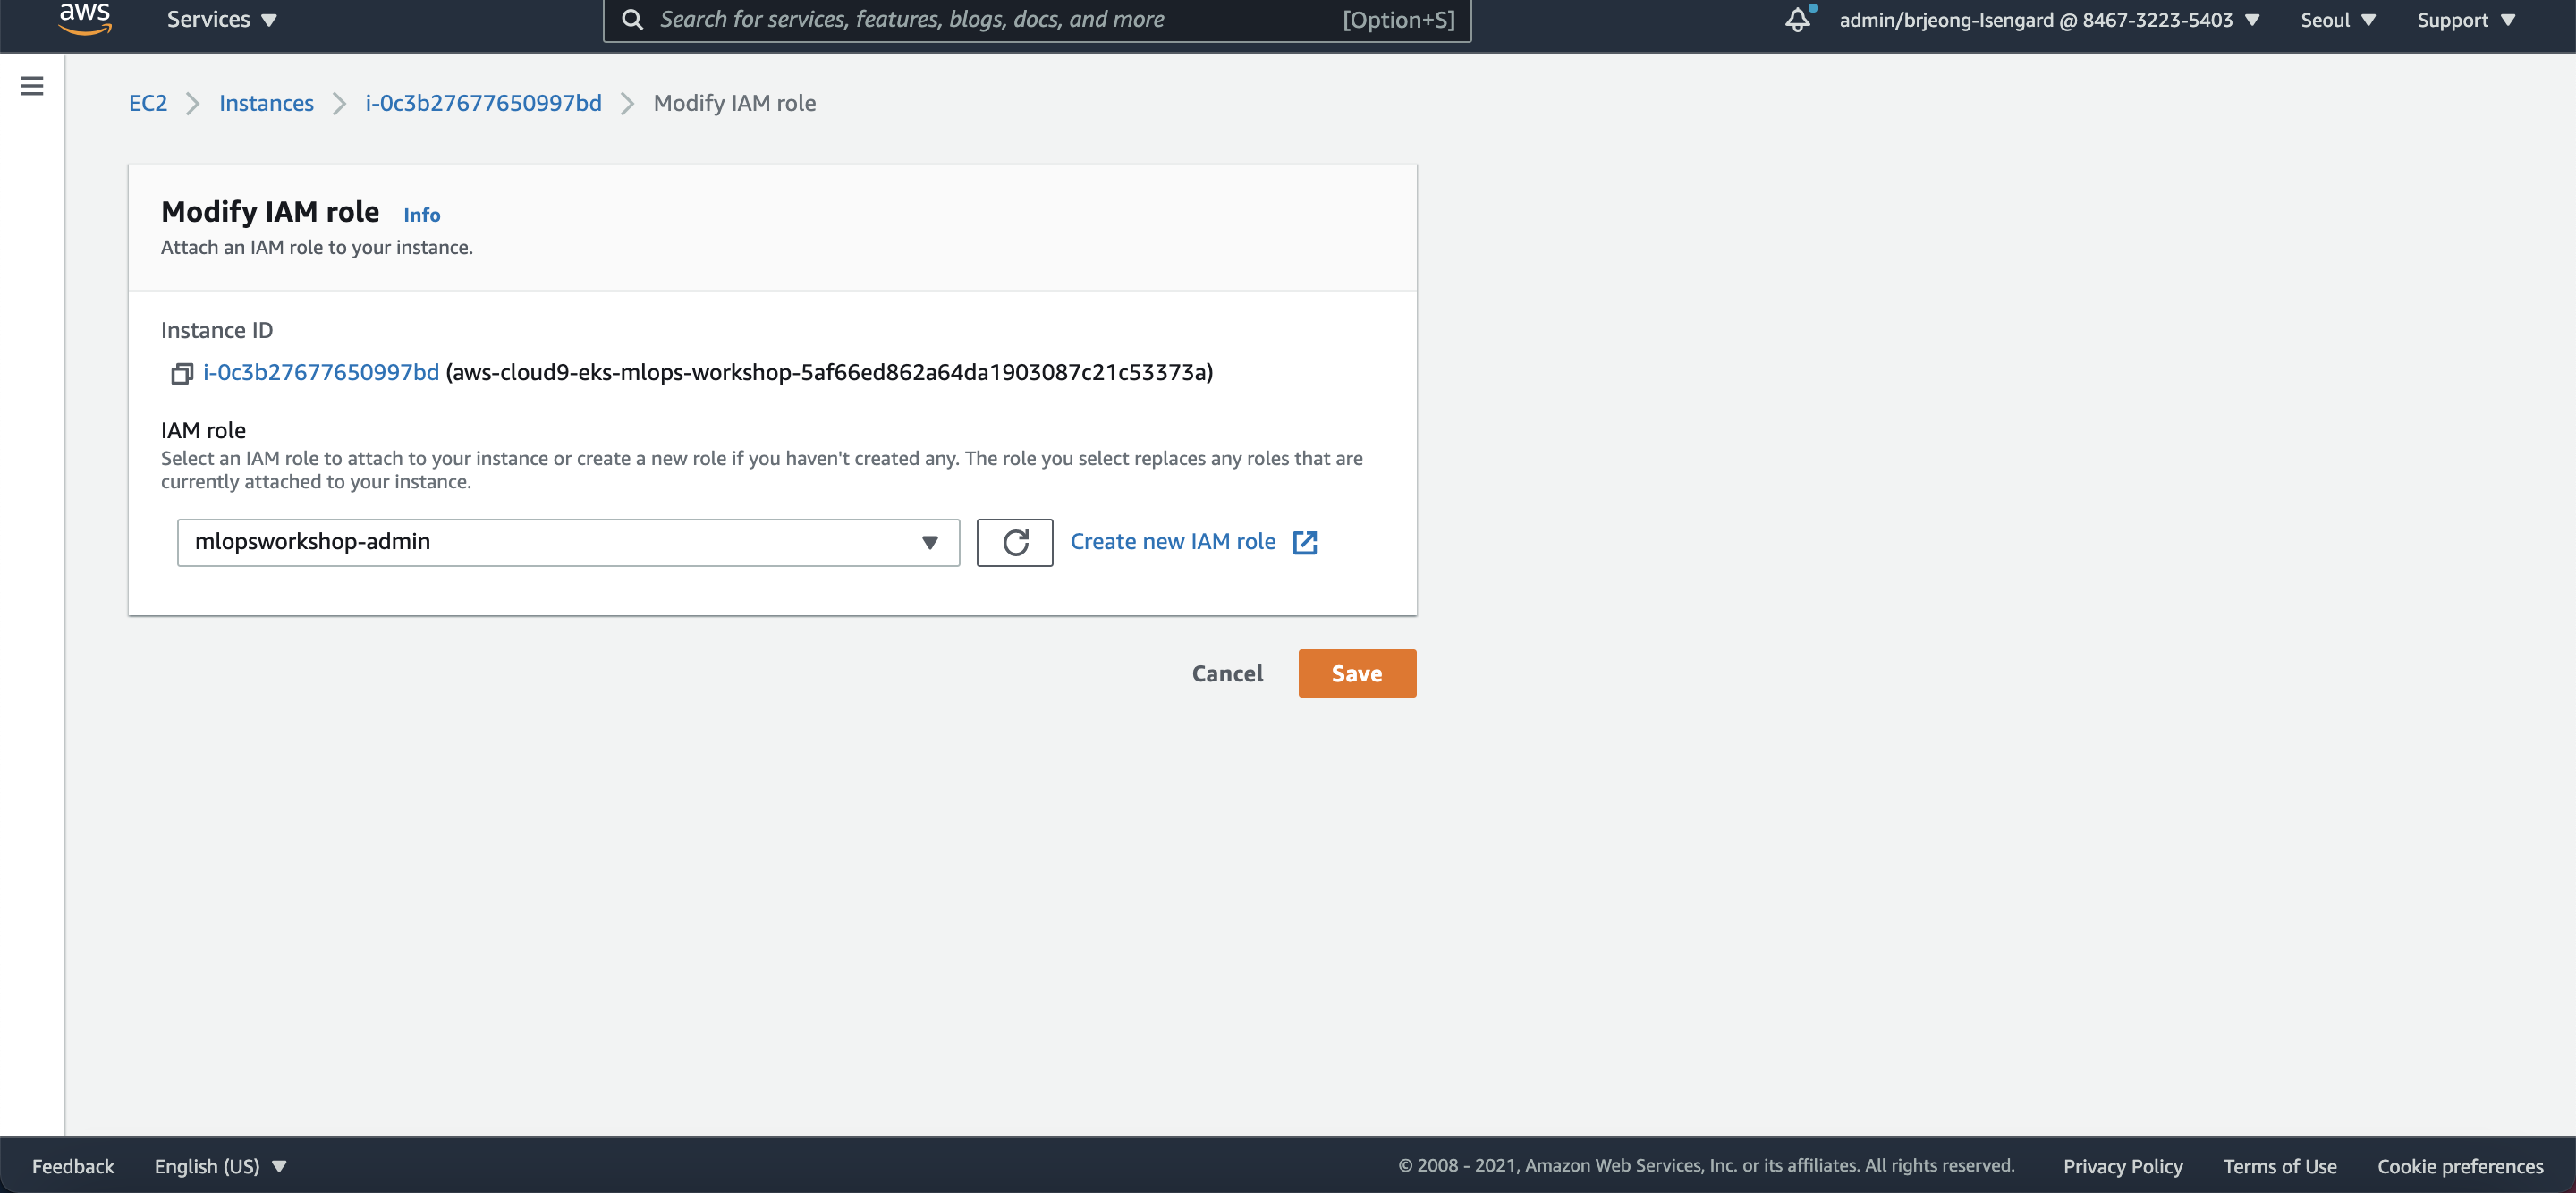 aws
Services
Search for services, features, blogs, docs, and more
[Option+S]
admin/brjeong-Isengard @ 8467-3223-5403
Seoul
Support
EC2
Instances
i-0c3b27677650997bd
Modify IAM role
Modify IAM role Info
Attach an IAM role to your instance.
Instance ID
i-0c3b27677650997bd (aws-cloud9-eks-mlops-workshop-5af66ed862a64da1903087c21c53373a)
IAM role
Select an IAM role to attach to your instance or create a new role if you haven't created any. The role you select replaces any roles that are
currently attached to your instance.
mlopsworkshop-admin
Create new IAM role
Cancel
Save
Feedback
English (US)
© 2008 - 2021, Amazon Web Services, Inc. or its affiliates. All rights reserved.
Privacy Policy
Terms of Use
Cookie preferences